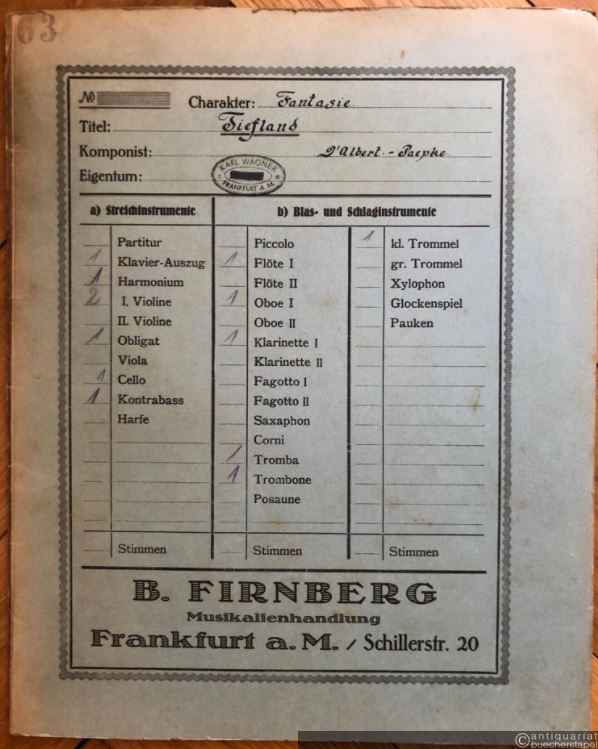 63
№
Charakter: Fantasie
Titel: Tiefland
Komponist: D'Albert - Paepke
Eigentum: KARL WAGNER FRANKFURT A. M.
a) Streichinstrumente
Partitur
1 Klavier-Auszug
1 Harmonium
2 I. Violine
II. Violine
1 Obligat
Viola
1 Cello
1 Kontrabass
Harfe
Stimmen
b) Blas- und Schlaginstrumente
Piccolo
1 Flöte I
Flöte II
1 Oboe I
Oboe II
1 Klarinette I
Klarinette II
Fagotto I
Fagotto II
Saxaphon
Corni
1 Tromba
1 Trombone
Posaune
Stimmen
1 kl. Trommel
gr. Trommel
Xylophon
Glockenspiel
Pauken
Stimmen
B. FIRNBERG
Musikalienhandlung
Frankfurt a. M. / Schillerstr. 20
©antiquariat
buecherstapel